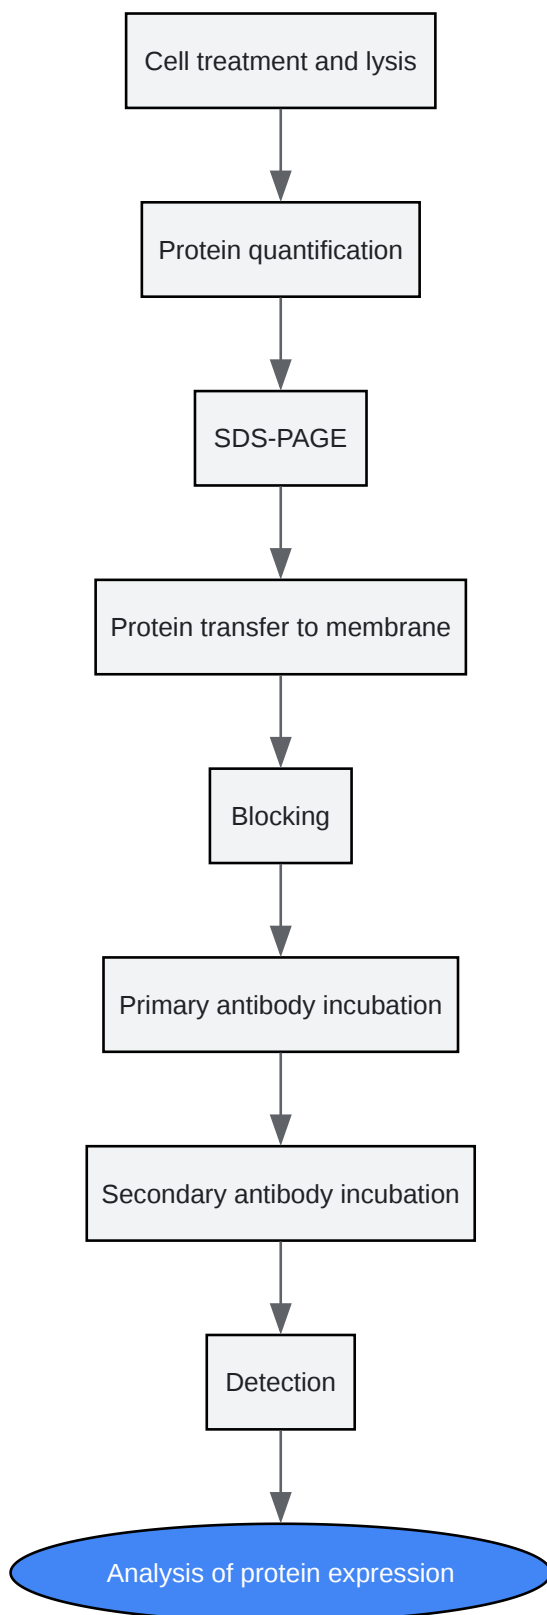 Cell treatment and lysis
Protein quantification
SDS-PAGE
Protein transfer to membrane
Blocking
Primary antibody incubation
Secondary antibody incubation
Detection
Analysis of protein expression